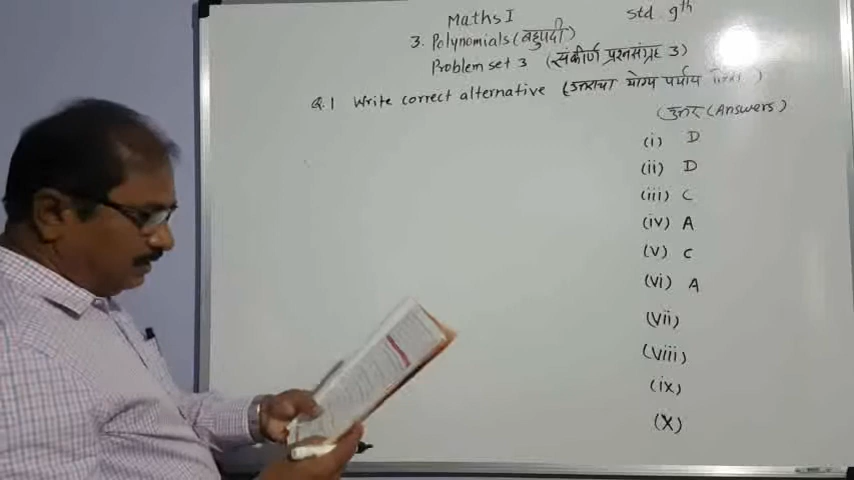 Maths I
Std 9th
3. Polynomials (बहुपदी)
Problem set 3 (संकीर्ण प्रश्नसंग्रह 3)
Q.1 Write correct alternative (उत्तराचा योग्य पर्याय )
(Answers)
(i) D
(ii) D
(iii) C
(iv) A
(v) C
(vi) A
(vii)
(viii)
(ix)
(x)